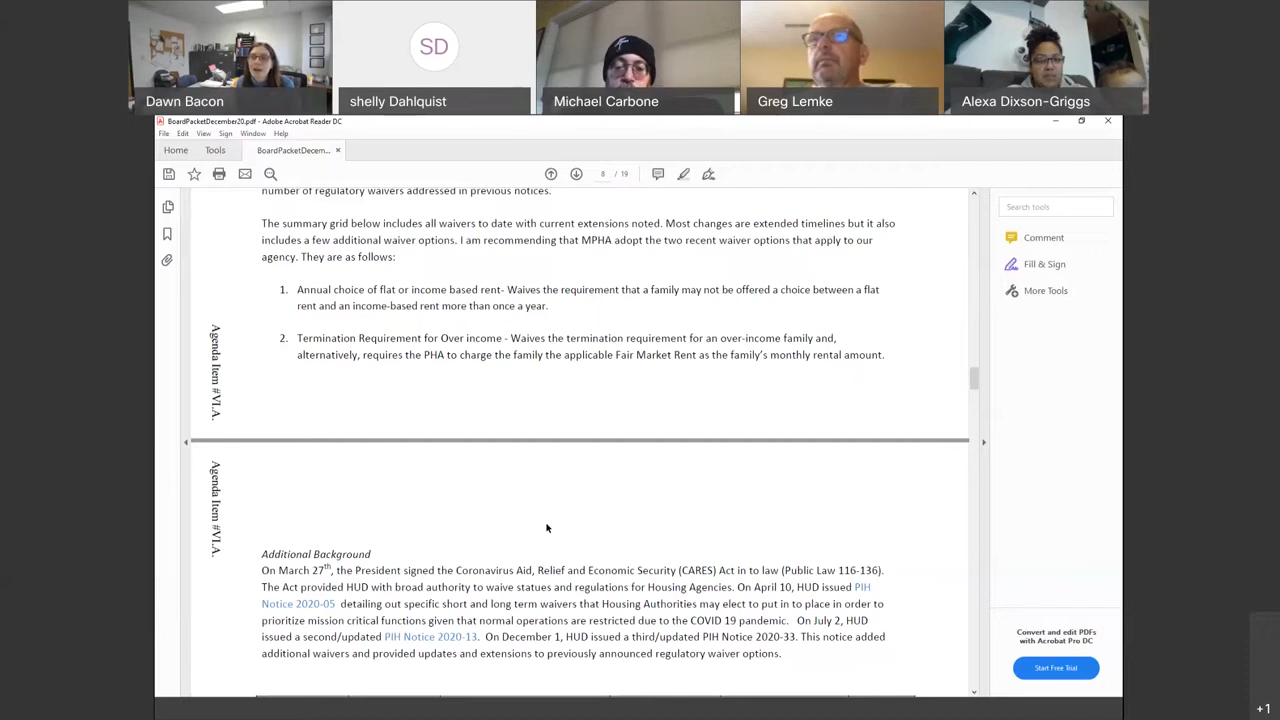 SD
Dawn Bacon
shelly Dahlquist
Michael Carbone
Greg Lemke
Alexa Dixson-Griggs
BoardPacketDecember20.pdf - Adobe Acrobat Reader DC
File Edit View Sign Window Help
Home Tools BoardPacketDecem... ×
8 / 19
number of regulatory waivers addressed in previous notices.
The summary grid below includes all waivers to date with current extensions noted. Most changes are extended timelines but it also
includes a few additional waiver options. I am recommending that MPHA adopt the two recent waiver options that apply to our
agency. They are as follows:
1. Annual choice of flat or income based rent- Waives the requirement that a family may not be offered a choice between a flat
rent and an income-based rent more than once a year.
2. Termination Requirement for Over income - Waives the termination requirement for an over-income family and,
alternatively, requires the PHA to charge the family the applicable Fair Market Rent as the family's monthly rental amount.
Agenda Item #VI.A.
Agenda Item #VI.A.
Additional Background
On March 27th, the President signed the Coronavirus Aid, Relief and Economic Security (CARES) Act in to law (Public Law 116-136).
The Act provided HUD with broad authority to waive statues and regulations for Housing Agencies. On April 10, HUD issued PIH
Notice 2020-05 detailing out specific short and long term waivers that Housing Authorities may elect to put in to place in order to
prioritize mission critical functions given that normal operations are restricted due to the COVID 19 pandemic. On July 2, HUD
issued a second/updated PIH Notice 2020-13. On December 1, HUD issued a third/updated PIH Notice 2020-33. This notice added
additional waivers and provided updates and extensions to previously announced regulatory waiver options.
Search tools
Comment
Fill & Sign
More Tools
Convert and edit PDFs
with Acrobat Pro DC
Start Free Trial
+1